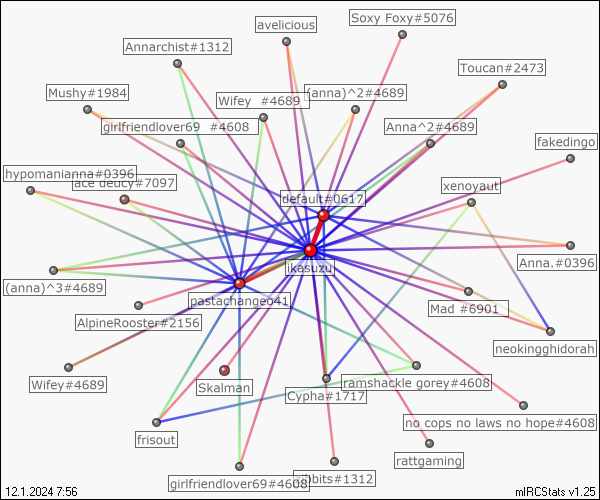 Soxy Foxy#5076
avelicious
Annarchist#1312
Toucan#2473
Mushy#1984
Wifey #4689
(anna)^2#4689
girlfriendlover69 #4608
Anna^2#4689
fakedingo
hypomanianna#0396
ace deucy#7097
xenoyaut
default#0617
ikasuzu
Anna.#0396
(anna)^3#4689
pastachange041
Mad #6901
AlpineRooster#2156
neokingghidorah
Wifey#4689
Skalman
Cypha#1717
ramshackle gorey#4608
no cops no laws no hope#4608
frisout
rattgaming
girlfriendlover69#4608
ribbits#1312
12.1.2024 7:56
mIRCStats v1.25